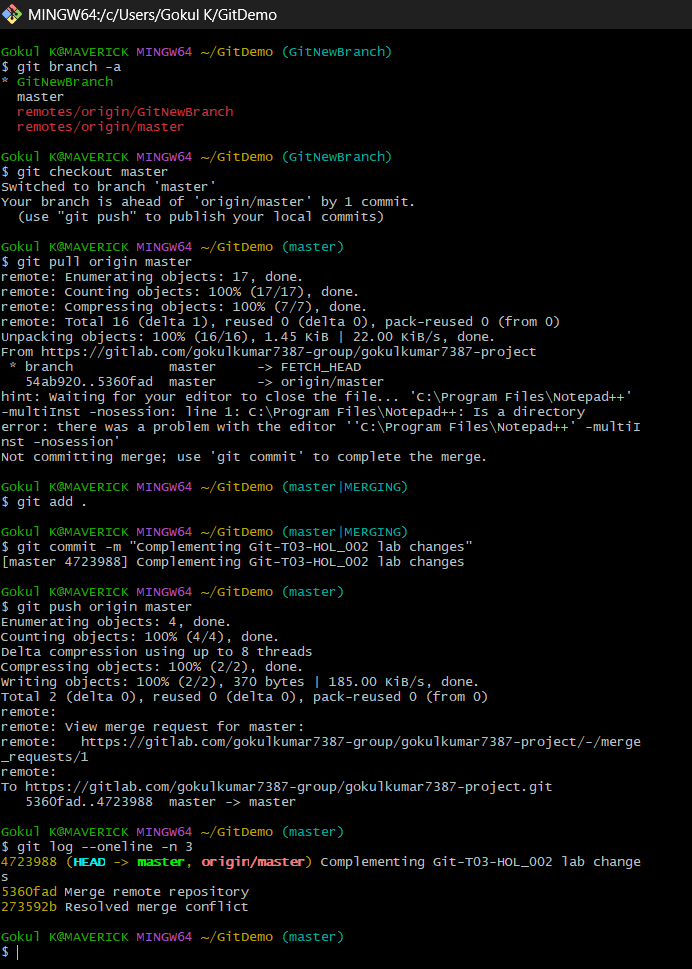 MINGW64:/c/Users/Gokul K/GitDemo
Gokul K@MAVERICK MINGW64 ~/GitDemo (GitNewBranch)
$ git branch -a
* GitNewBranch
  master
  remotes/origin/GitNewBranch
  remotes/origin/master
Gokul K@MAVERICK MINGW64 ~/GitDemo (GitNewBranch)
$ git checkout master
Switched to branch 'master'
Your branch is ahead of 'origin/master' by 1 commit.
  (use "git push" to publish your local commits)
Gokul K@MAVERICK MINGW64 ~/GitDemo (master)
$ git pull origin master
remote: Enumerating objects: 17, done.
remote: Counting objects: 100% (17/17), done.
remote: Compressing objects: 100% (7/7), done.
remote: Total 16 (delta 1), reused 0 (delta 0), pack-reused 0 (from 0)
Unpacking objects: 100% (16/16), 1.45 KiB | 22.00 KiB/s, done.
From https://gitlab.com/gokulkumar7387-group/gokulkumar7387-project
 * branch            master     -> FETCH_HEAD
   54ab920..5360fad  master     -> origin/master
hint: Waiting for your editor to close the file... 'C:\Program Files\Notepad++'
-multiInst -nosession: line 1: C:\Program Files\Notepad++: Is a directory
error: there was a problem with the editor ''C:\Program Files\Notepad++' -multiI
nst -nosession'
Not committing merge; use 'git commit' to complete the merge.
Gokul K@MAVERICK MINGW64 ~/GitDemo (master|MERGING)
$ git add .
Gokul K@MAVERICK MINGW64 ~/GitDemo (master|MERGING)
$ git commit -m "Complementing Git-T03-HOL_002 lab changes"
[master 4723988] Complementing Git-T03-HOL_002 lab changes
Gokul K@MAVERICK MINGW64 ~/GitDemo (master)
$ git push origin master
Enumerating objects: 4, done.
Counting objects: 100% (4/4), done.
Delta compression using up to 8 threads
Compressing objects: 100% (2/2), done.
Writing objects: 100% (2/2), 370 bytes | 185.00 KiB/s, done.
Total 2 (delta 0), reused 0 (delta 0), pack-reused 0 (from 0)
remote:
remote: View merge request for master:
remote:   https://gitlab.com/gokulkumar7387-group/gokulkumar7387-project/-/merge
_requests/1
remote:
To https://gitlab.com/gokulkumar7387-group/gokulkumar7387-project.git
   5360fad..4723988  master -> master
Gokul K@MAVERICK MINGW64 ~/GitDemo (master)
$ git log --oneline -n 3
4723988 (HEAD -> master, origin/master) Complementing Git-T03-HOL_002 lab change
s
5360fad Merge remote repository
273592b Resolved merge conflict
Gokul K@MAVERICK MINGW64 ~/GitDemo (master)
$